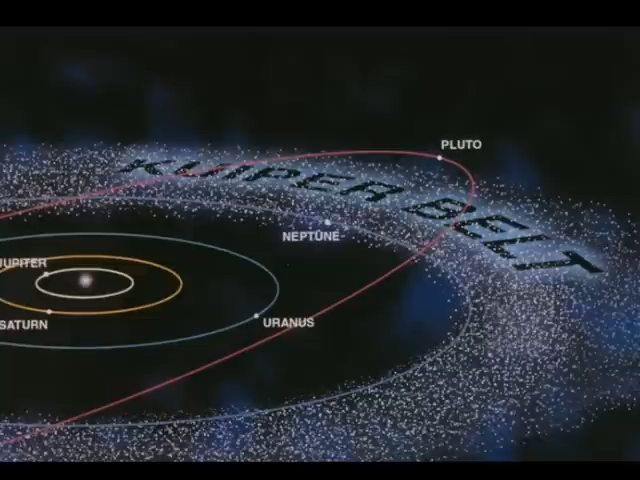 PLUTO
KUIPER BELT
NEPTUNE
JUPITER
SATURN
URANUS